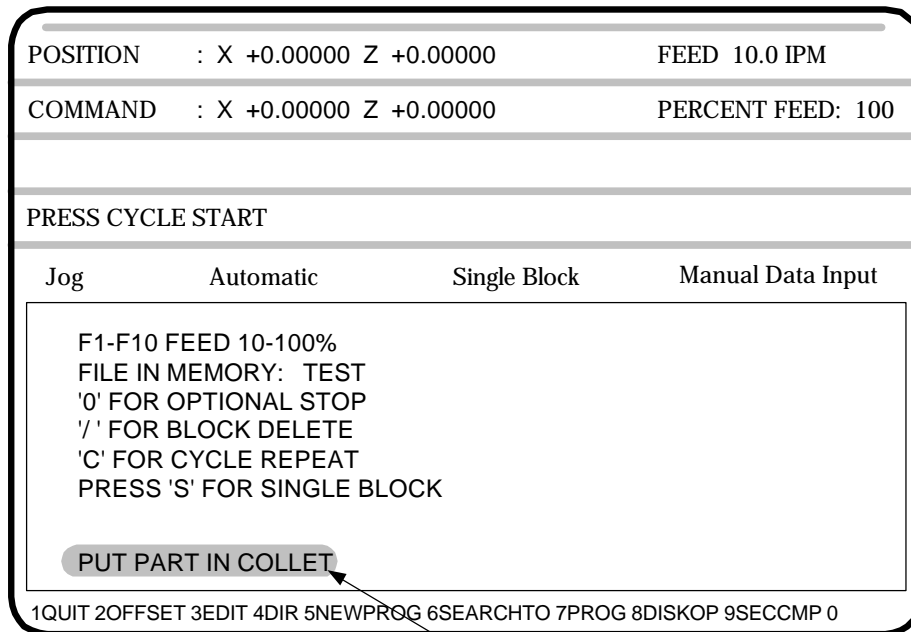 POSITION : X +0.00000 Z +0.00000 FEED 10.0 IPM
COMMAND : X +0.00000 Z +0.00000 PERCENT FEED: 100
PRESS CYCLE START
Jog Automatic Single Block Manual Data Input
F1-F10 FEED 10-100%
FILE IN MEMORY: TEST
'0' FOR OPTIONAL STOP
'/ ' FOR BLOCK DELETE
'C' FOR CYCLE REPEAT
PRESS 'S' FOR SINGLE BLOCK
PUT PART IN COLLET
1QUIT 2OFFSET 3EDIT 4DIR 5NEWPROG 6SEARCHTO 7PROG 8DISKOP 9SECCMP 0